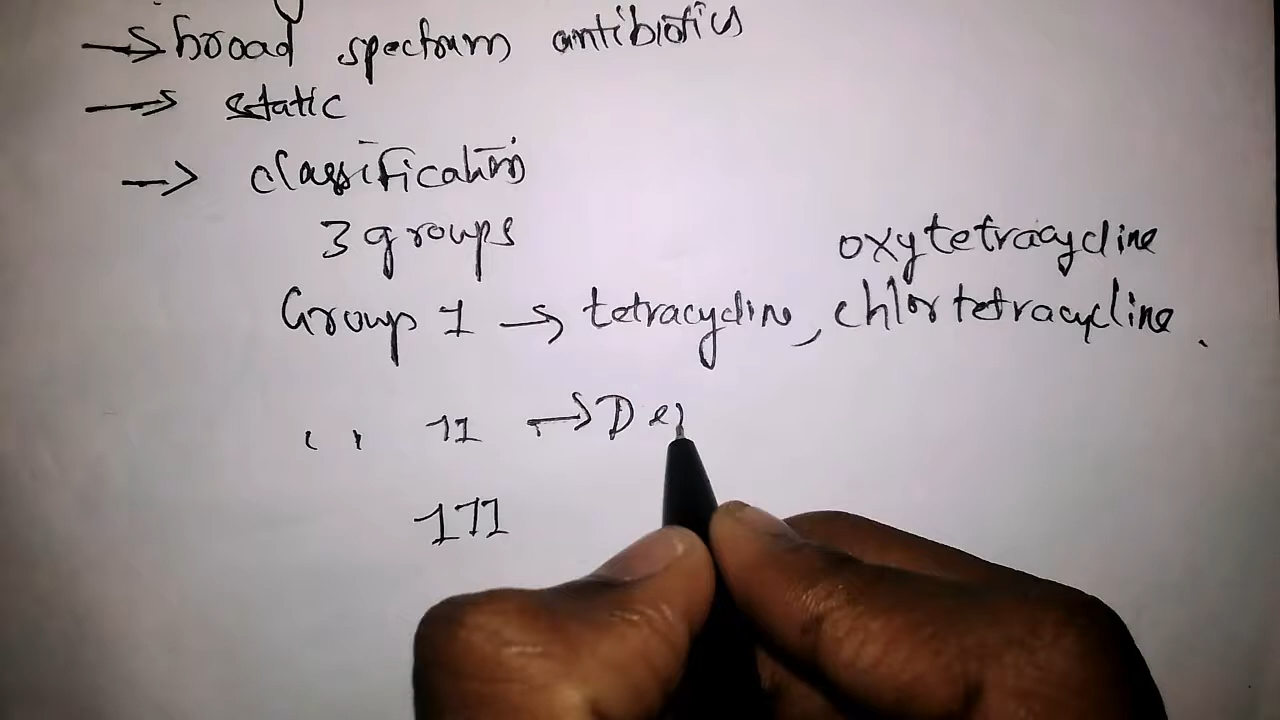 → broad spectrum antibiotics
→ static
→ classification
3 groups
oxytetracycline
Group 1 → tetracycline, chlortetracycline.
,, 11 → De
111